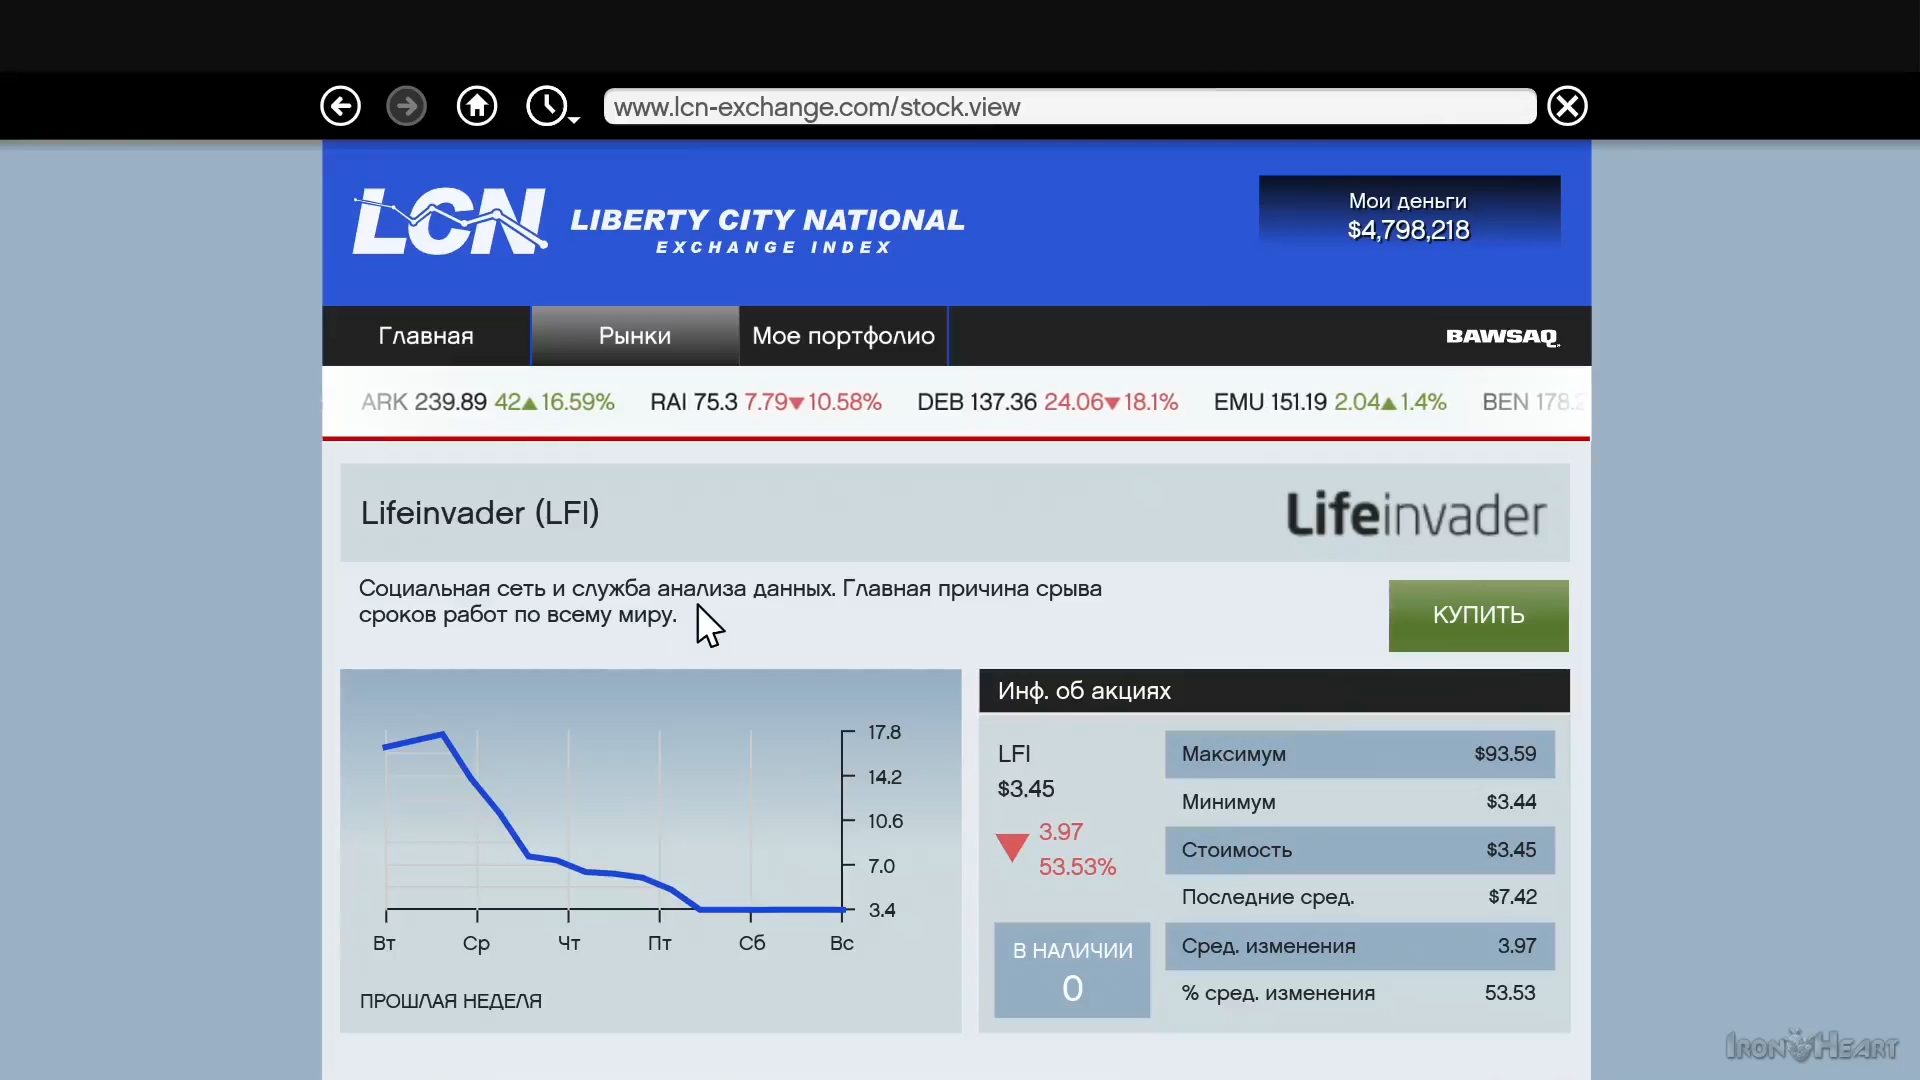 www.lcn-exchange.com/stock.view
LCN
LIBERTY CITY NATIONAL
EXCHANGE INDEX
Мои деньги
$4,798,218
Главная
Рынки
Мое портфолио
BAWSAQ
ARK 239.89 42▲16.59% RAI 75.3 7.79▼10.58% DEB 137.36 24.06▼18.1% EMU 151.19 2.04▲1.4% BEN 178.2
Lifeinvader (LFI)
Lifeinvader
Социальная сеть и служба анализа данных. Главная причина срыва
сроков работ по всему миру.
КУПИТЬ
17.8
14.2
10.6
7.0
3.4
Вт Ср Чт Пт Сб Вс
ПРОШЛАЯ НЕДЕЛЯ
Инф. об акциях
LFI
$3.45
▼ 3.97
53.53%
В НАЛИЧИИ
0
Максимум $93.59
Минимум $3.44
Стоимость $3.45
Последние сред. $7.42
Сред. изменения 3.97
% сред. изменения 53.53
IRON HEART